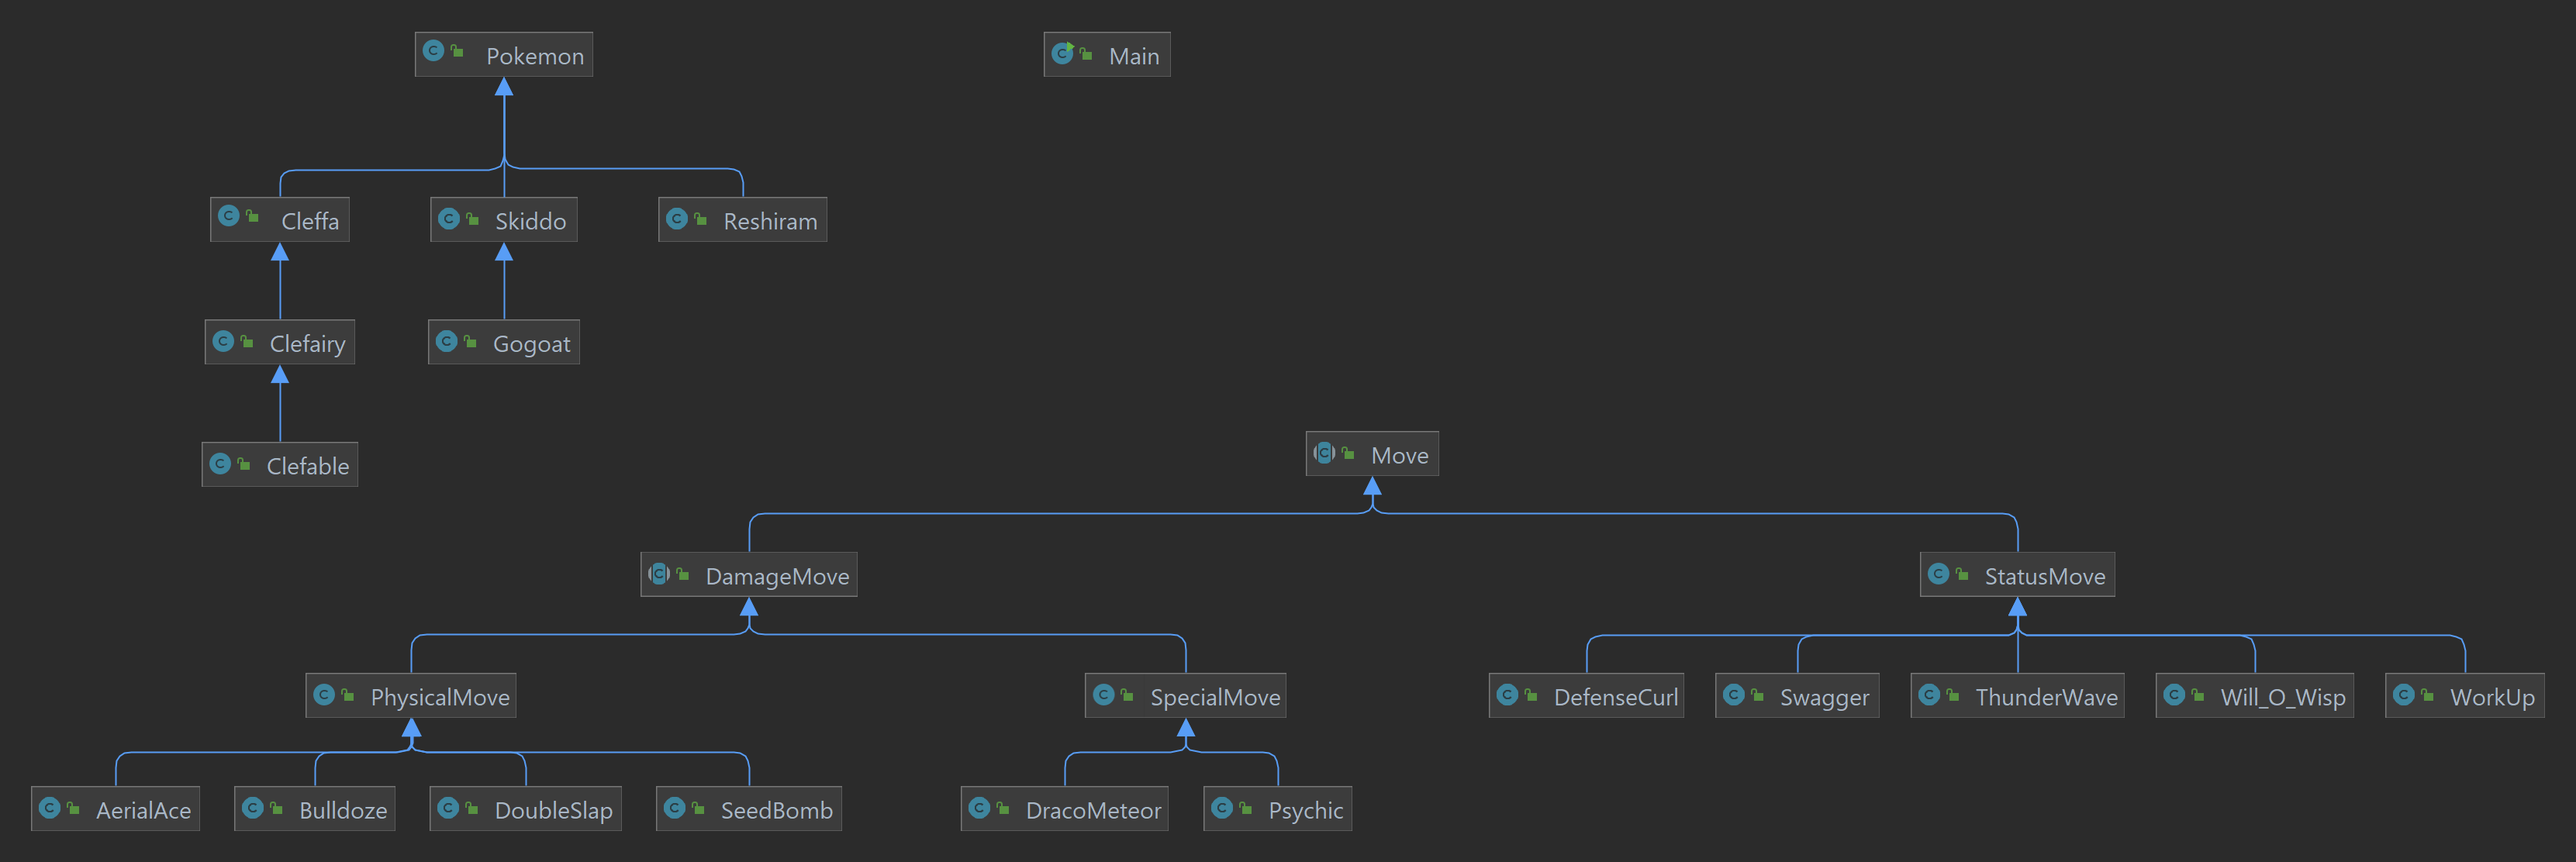 Pokemon
Main
Cleffa
Skiddo
Reshiram
Clefairy
Gogoat
Clefable
Move
DamageMove
StatusMove
PhysicalMove
SpecialMove
DefenseCurl
Swagger
ThunderWave
Will_O_Wisp
WorkUp
AerialAce
Bulldoze
DoubleSlap
SeedBomb
DracoMeteor
Psychic